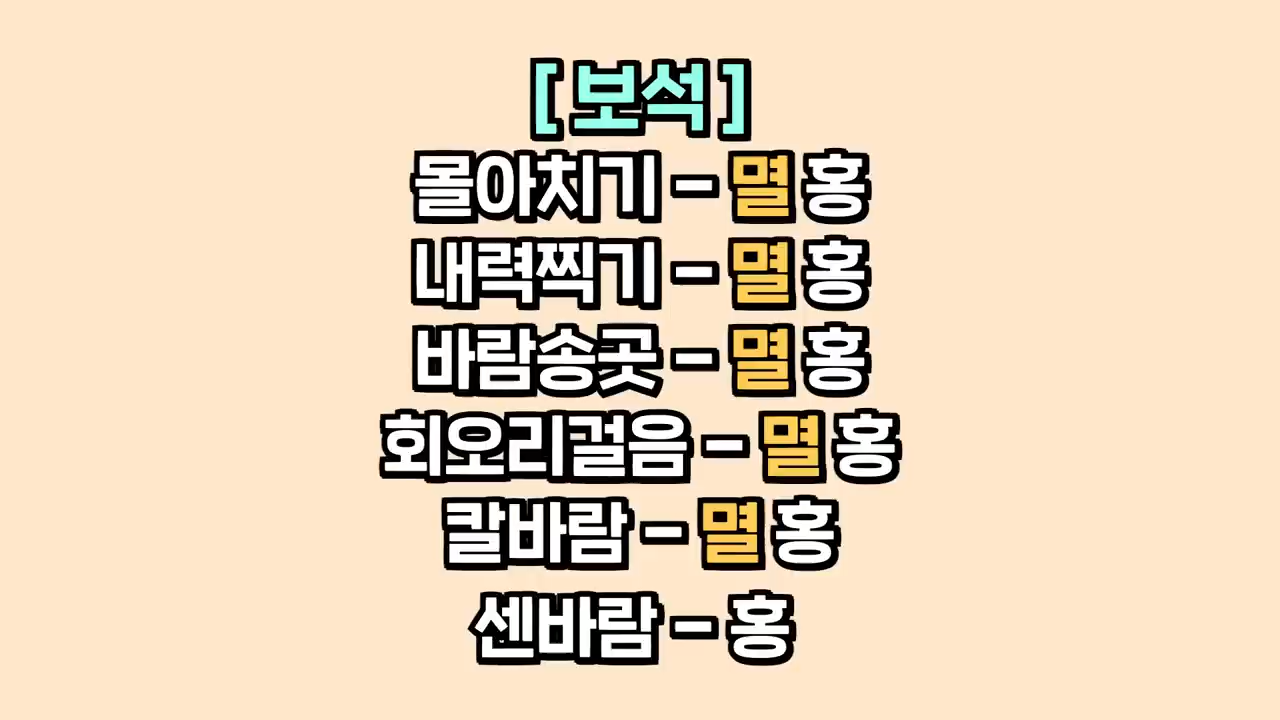 [ 보석 ]
몰아치기 - 멸 홍
내력찍기 - 멸 홍
바람송곳 - 멸 홍
회오리걸음 - 멸 홍
칼바람 - 멸 홍
센바람 - 홍